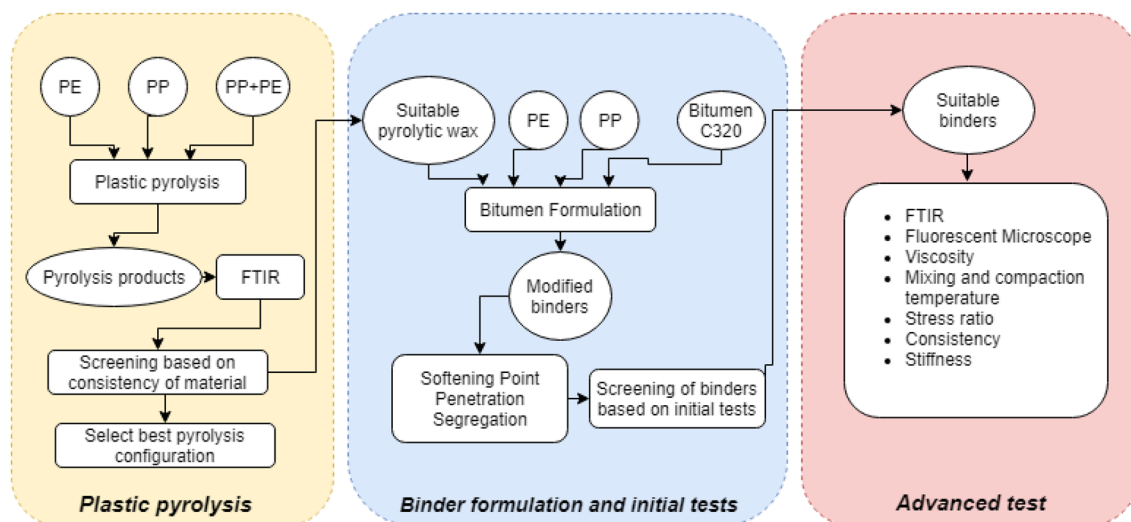 PE
PP
PP+PE
Plastic pyrolysis
Pyrolysis products
FTIR
Screening based on
consistency of material
Select best pyrolysis
configuration
Plastic pyrolysis
Suitable
pyrolytic wax
PE
PP
Bitumen
C320
Bitumen Formulation
Modified
binders
Softening Point
Penetration
Segregation
Screening of binders
based on initial tests
Binder formulation and initial tests
Suitable
binders
• FTIR
• Fluorescent Microscope
• Viscosity
• Mixing and compaction
temperature
• Stress ratio
• Consistency
• Stiffness
Advanced test